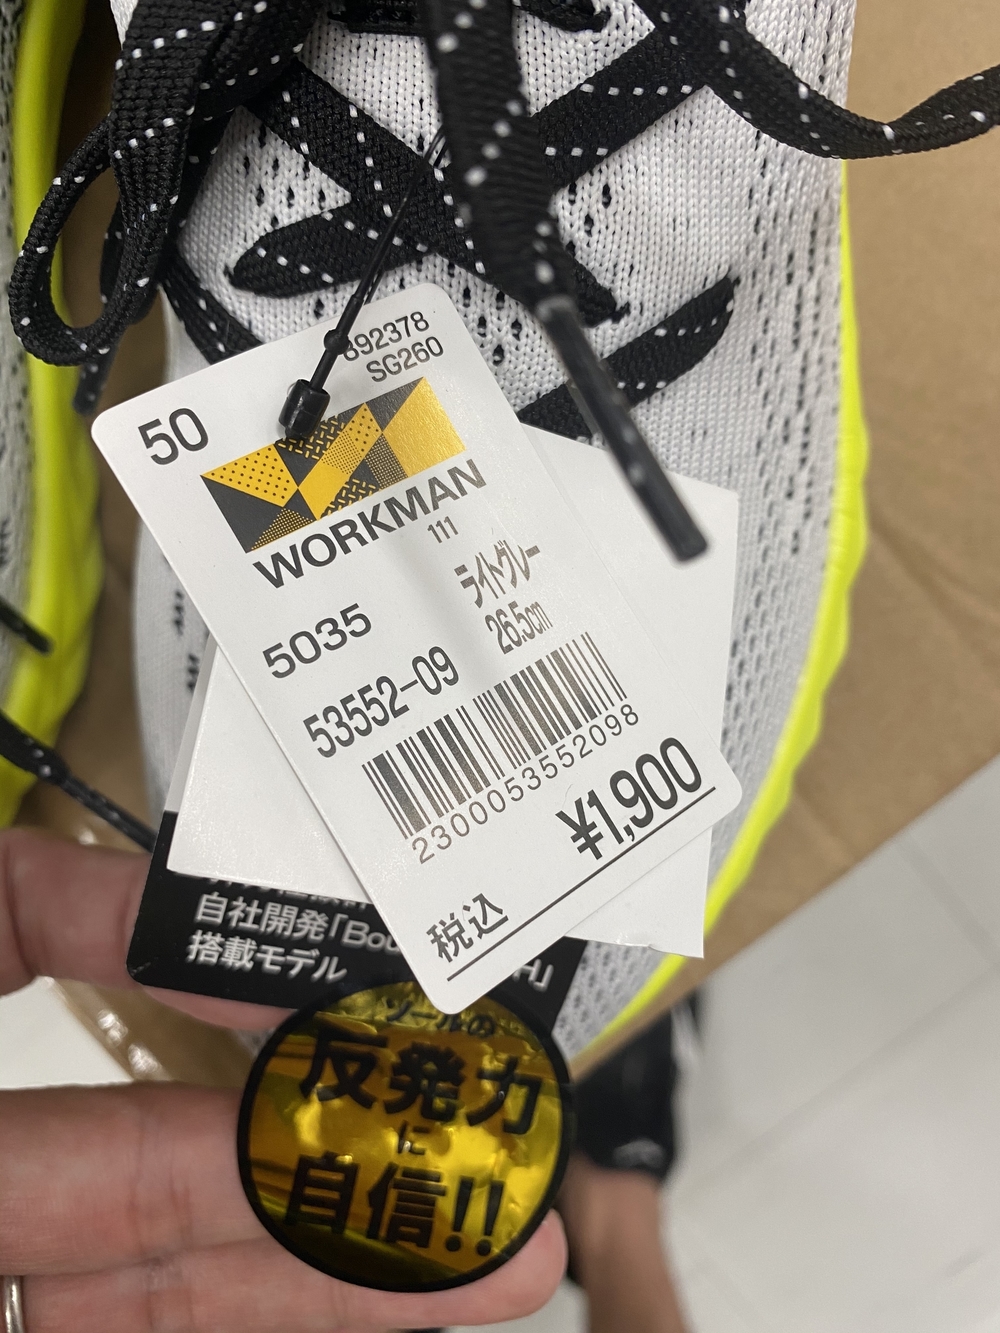 892378
SG260
50
WORKMAN
111
ライトグレー
26.5cm
5035
53552-09
2300053552098
¥1,900
税込
自社開発「Bou
H」
搭載モデル
ソールの
反発力
に
自信!!